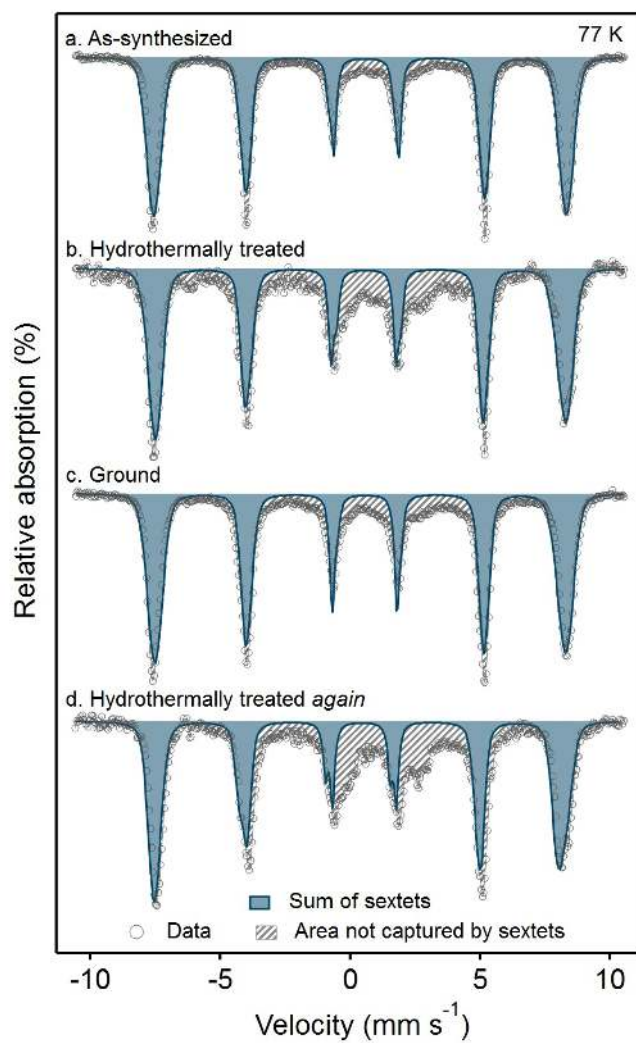 77 K
a. As-synthesized
b. Hydrothermally treated
c. Ground
d. Hydrothermally treated again
Sum of sextets
Data
Area not captured by sextets
-10 -5 0 5 10
Velocity (mm s⁻¹)
Relative absorption (%)